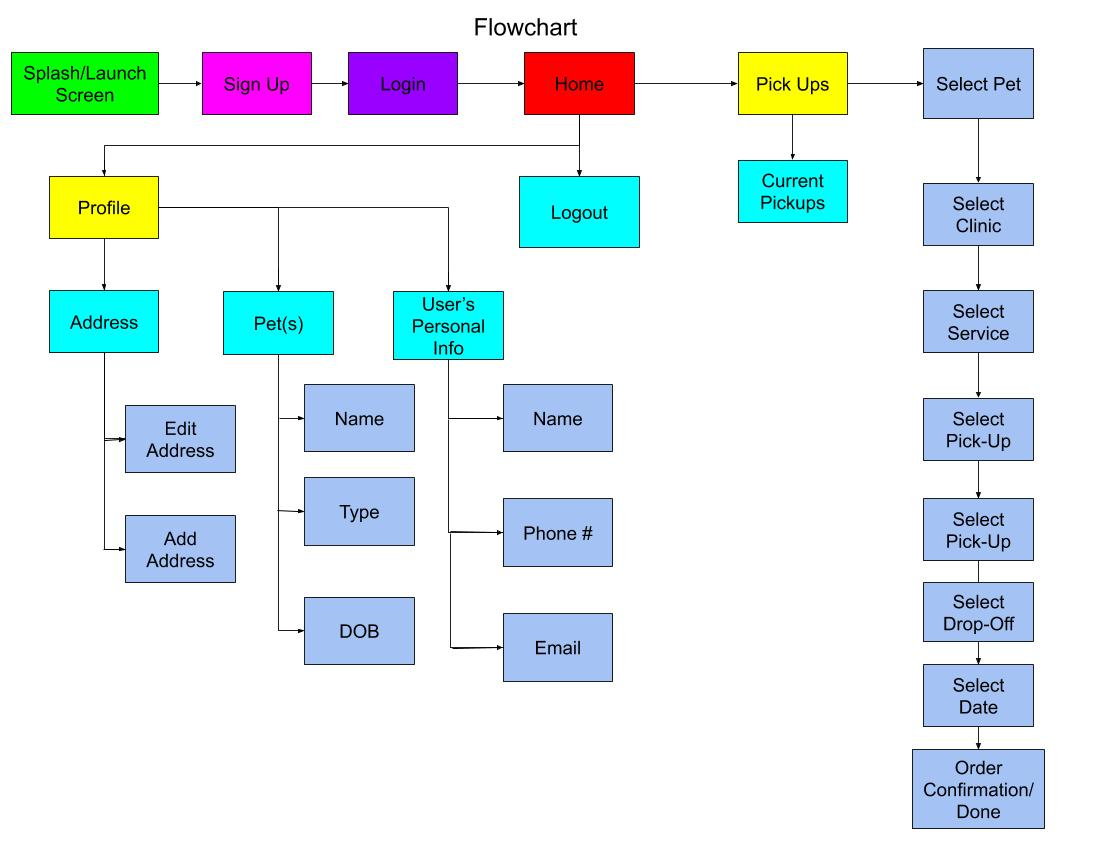 Flowchart
Splash/Launch
Screen
Sign Up
Login
Home
Pick Ups
Select Pet
Profile
Logout
Current
Pickups
Select
Clinic
Address
Pet(s)
User’s
Personal
Info
Select
Service
Edit
Address
Add
Address
Name
Type
DOB
Name
Phone #
Email
Select
Pick-Up
Select
Pick-Up
Select
Drop-Off
Select
Date
Order
Confirmation/
Done